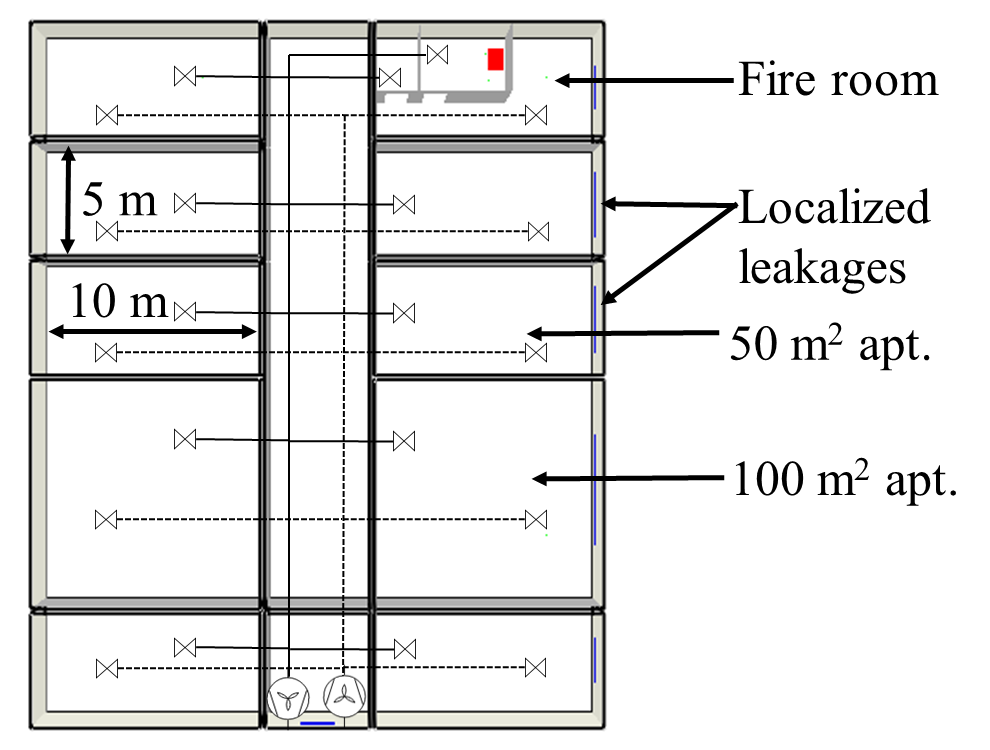 Fire room
5 m
Localized
leakages
10 m
50 m² apt.
100 m² apt.